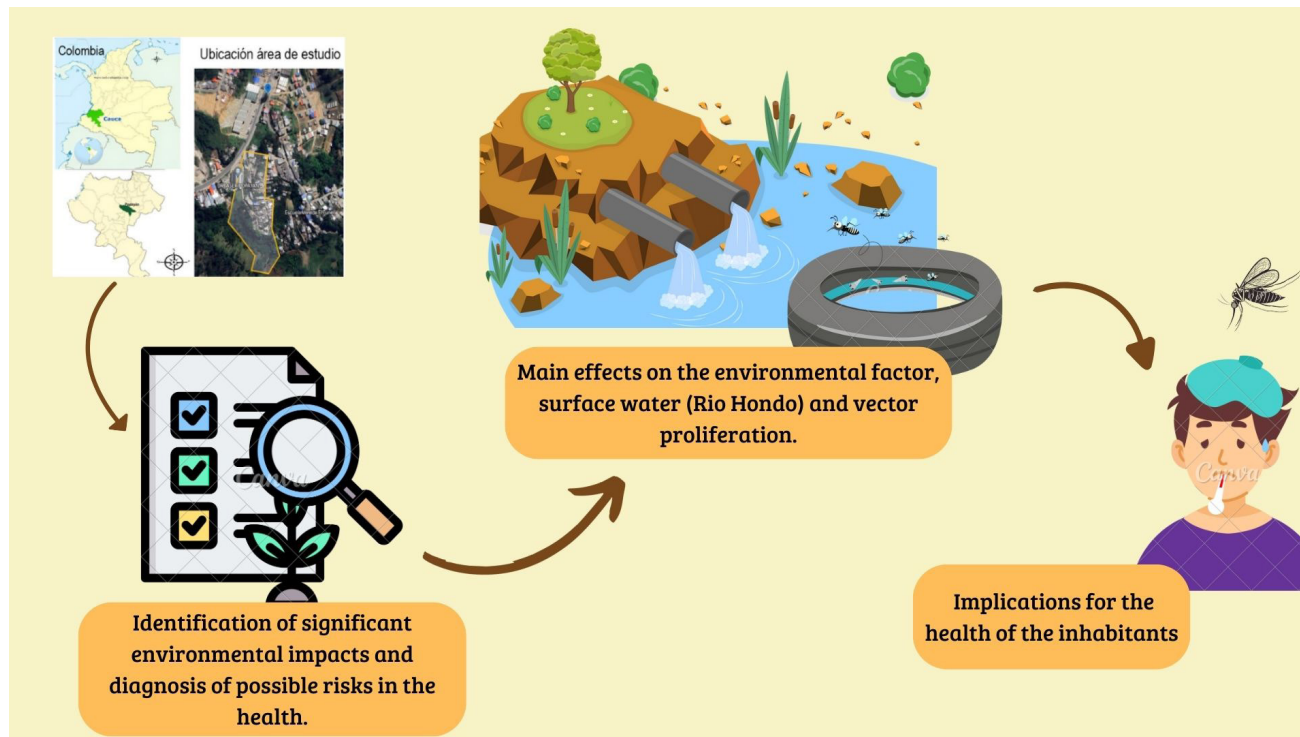 Colombia
Ubicación área de estudio
Cauca
Main effects on the environmental factor,
surface water (Rio Hondo) and vector
proliferation.
Canva
Canva
Identification of significant
environmental impacts and
diagnosis of possible risks in the
health.
Implications for the
health of the inhabitants